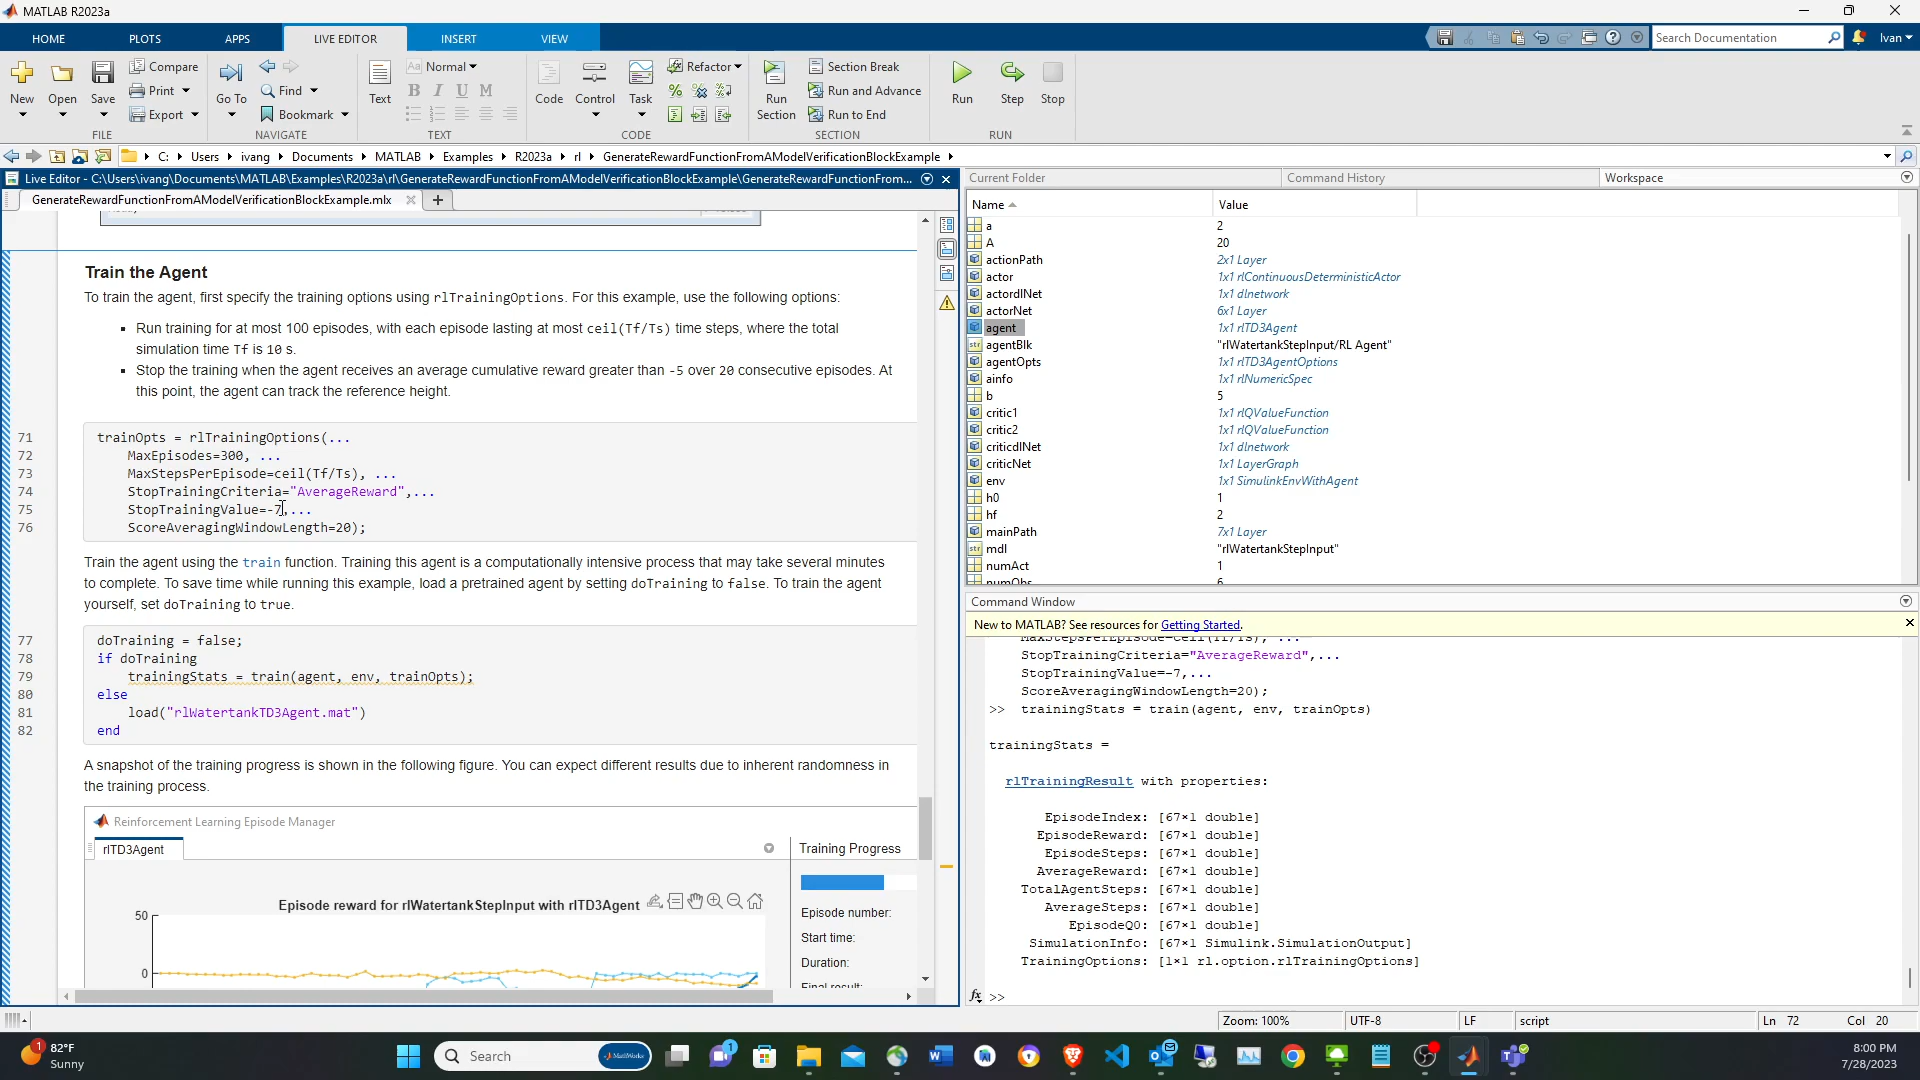 MATLAB R2023a
HOME PLOTS APPS LIVE EDITOR INSERT VIEW Search Documentation Ivan
New Open Save Compare Print Export Go To Find Bookmark Text Aa Normal B I U M Code Control Task Refactor Run Section Section Break Run and Advance Run to End Run Step Stop
FILE NAVIGATE TEXT CODE SECTION RUN
C: Users ivang Documents MATLAB Examples R2023a rl GenerateRewardFunctionFromAModelVerificationBlockExample
Live Editor - C:\Users\ivang\Documents\MATLAB\Examples\R2023a\rl\GenerateRewardFunctionFromAModelVerificationBlockExample\GenerateRewardFunctionFrom...
GenerateRewardFunctionFromAModelVerificationBlockExample.mlx
Train the Agent
To train the agent, first specify the training options using rlTrainingOptions. For this example, use the following options:
Run training for at most 100 episodes, with each episode lasting at most ceil(Tf/Ts) time steps, where the total
simulation time Tf is 10 s.
Stop the training when the agent receives an average cumulative reward greater than -5 over 20 consecutive episodes. At
this point, the agent can track the reference height.
71 trainOpts = rlTrainingOptions(...
72 MaxEpisodes=300, ...
73 MaxStepsPerEpisode=ceil(Tf/Ts), ...
74 StopTrainingCriteria="AverageReward",...
75 StopTrainingValue=-7,...
76 ScoreAveragingWindowLength=20);
Train the agent using the train function. Training this agent is a computationally intensive process that may take several minutes
to complete. To save time while running this example, load a pretrained agent by setting doTraining to false. To train the agent
yourself, set doTraining to true.
77 doTraining = false;
78 if doTraining
79 trainingStats = train(agent, env, trainOpts);
80 else
81 load("rlWatertankTD3Agent.mat")
82 end
A snapshot of the training progress is shown in the following figure. You can expect different results due to inherent randomness in
the training process.
Reinforcement Learning Episode Manager
rlTD3Agent
Training Progress
Episode reward for rlWatertankStepInput with rlTD3Agent
50
0
Episode number:
Start time:
Duration:
Final result:
Current Folder Command History Workspace
Name Value
a 2
A 20
actionPath 2x1 Layer
actor 1x1 rlContinuousDeterministicActor
actordlNet 1x1 dlnetwork
actorNet 6x1 Layer
agent 1x1 rlTD3Agent
agentBlk "rlWatertankStepInput/RL Agent"
agentOpts 1x1 rlTD3AgentOptions
ainfo 1x1 rlNumericSpec
b 5
critic1 1x1 rlQValueFunction
critic2 1x1 rlQValueFunction
criticdlNet 1x1 dlnetwork
criticNet 1x1 LayerGraph
env 1x1 SimulinkEnvWithAgent
h0 1
hf 2
mainPath 7x1 Layer
mdl "rlWatertankStepInput"
numAct 1
numObs 6
Command Window
New to MATLAB? See resources for Getting Started.
MaxStepsPerEpisode=ceil(Tf/Ts), ...
StopTrainingCriteria="AverageReward",...
StopTrainingValue=-7,...
ScoreAveragingWindowLength=20);
>> trainingStats = train(agent, env, trainOpts)
trainingStats =
rlTrainingResult with properties:
EpisodeIndex: [67×1 double]
EpisodeReward: [67×1 double]
EpisodeSteps: [67×1 double]
AverageReward: [67×1 double]
TotalAgentSteps: [67×1 double]
AverageSteps: [67×1 double]
EpisodeQ0: [67×1 double]
SimulationInfo: [67×1 Simulink.SimulationOutput]
TrainingOptions: [1×1 rl.option.rlTrainingOptions]
fx >>
Zoom: 100% UTF-8 LF script Ln 72 Col 20
1 82°F
Sunny
Search
MathWorks
1
8:00 PM
7/28/2023